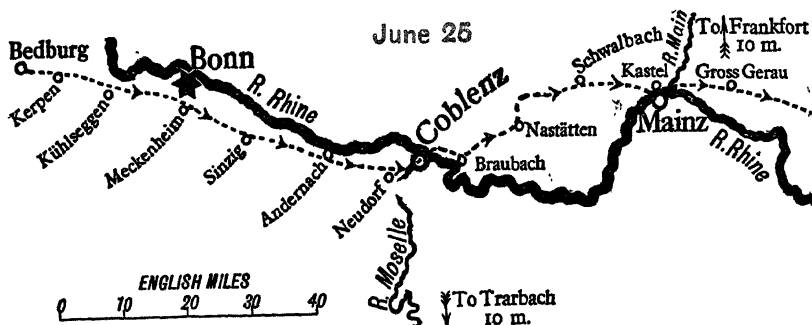 June 25
To Frankfort
10 m.
R. Main
Bedburg
Bonn
Schwalbach
Kastel
Gross Gerau
Kerpen
Kühlseggen
R. Rhine
Coblenz
Mainz
Meckenheim
Sinzig
Nastätten
Andernach
Braubach
R. Rhine
Neudorf
R. Moselle
ENGLISH MILES
0 10 20 30 40
To Trarbach
10 m.